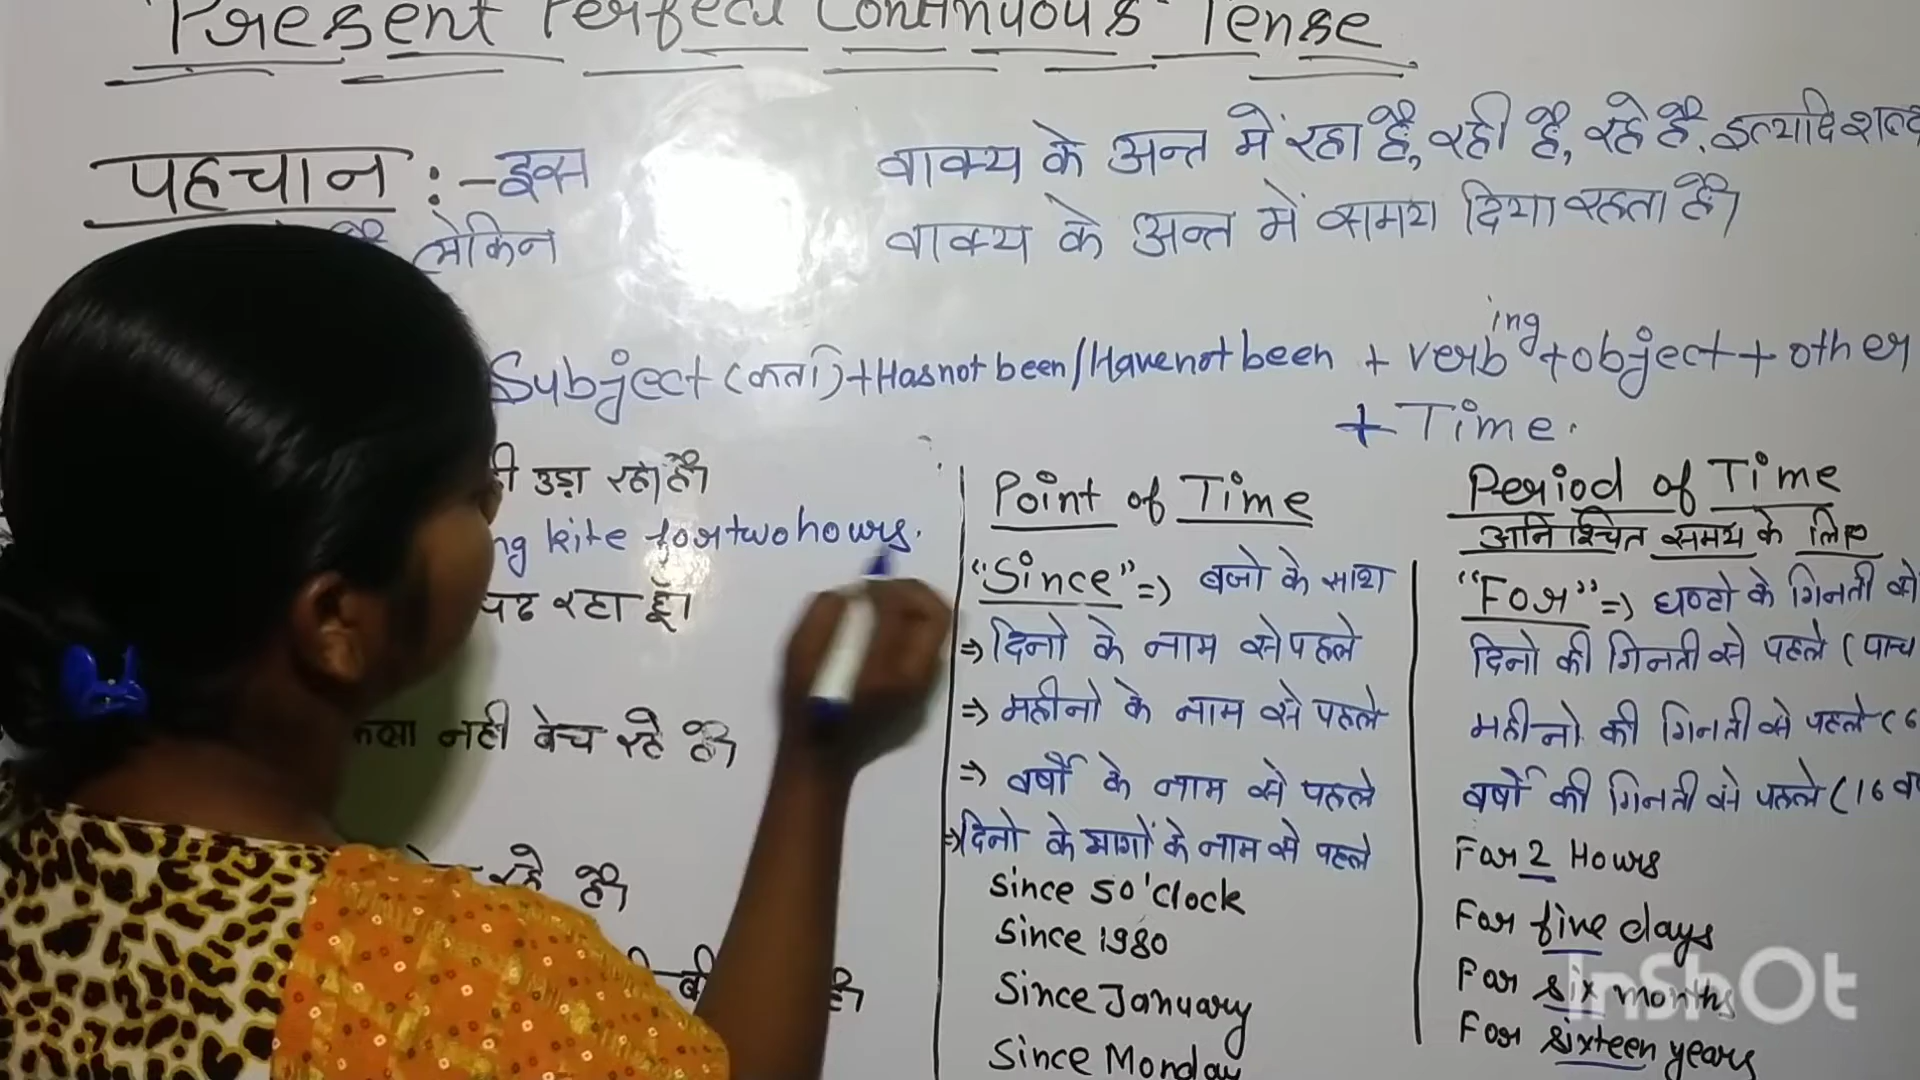 Present Perfect Continuous Tense
पहचान :- इस वाक्य के अन्त में रहा है, रही है, रहे है, इत्यादि शब्द
लेकिन वाक्य के अन्त में समय दिया रहता है।
Subject (कर्ता) + Has not been / Have not been + verb ing + object + other
+ Time.
उड़ा रहा है।
ng kite for two hours.
पढ रहा हूँ।
नही बेच रहे है।
रहे है।
Point of Time
"Since" => बजो के साथ
=> दिनो के नाम से पहले
=> महीनो के नाम से पहले
=> वर्षो के नाम से पहले
=> दिनो के भागों के नाम से पहले
Since 5 o'clock
Since 1980
Since January
Since Monday
Period of Time
अनिश्चित समय के लिए
"For" => घण्टो के गिनती
दिनो की गिनती से पहले (पाच
महीनो की गिनती से पहले (6
वर्षो की गिनती से पहले (16
For 2 Hours
For five days
For six months
For sixteen years
InShOt